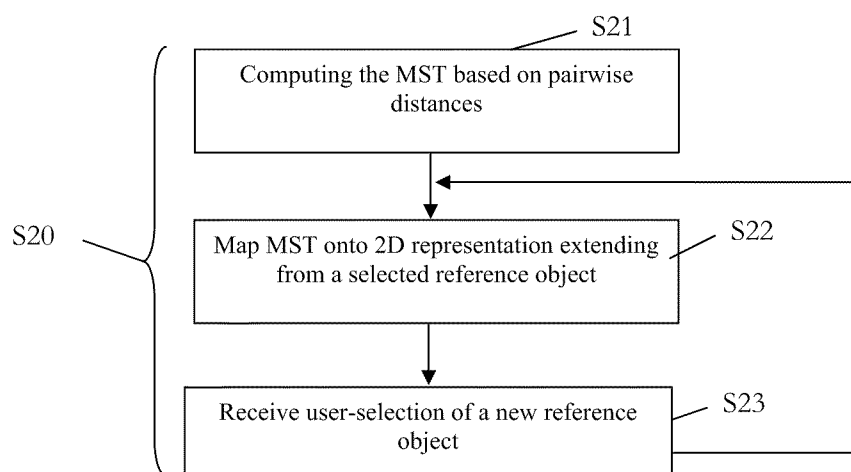 S21
Computing the MST based on pairwise
distances
S20
Map MST onto 2D representation extending
from a selected reference object
S22
Receive user-selection of a new reference
object
S23